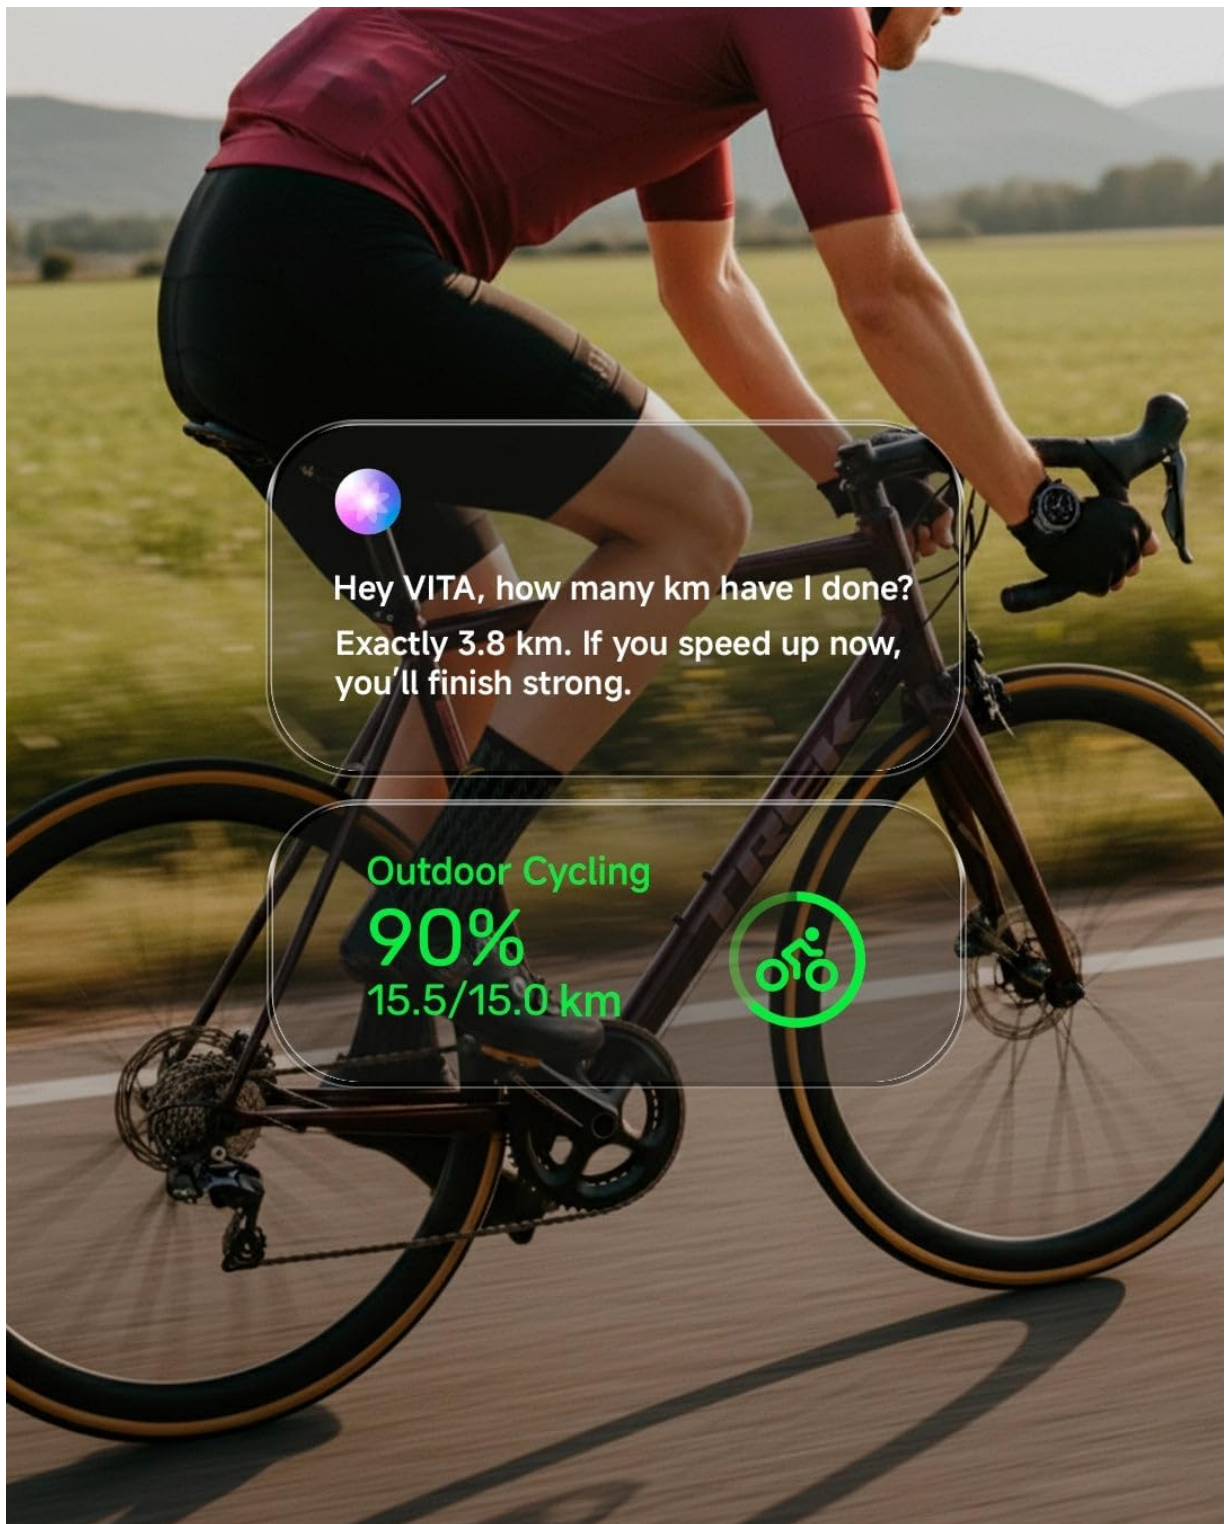 Hey VITA, how many km have I done?
Exactly 3.8 km. If you speed up now,
you'll finish strong.
TREK
Outdoor Cycling
90%
15.5/15.0 km